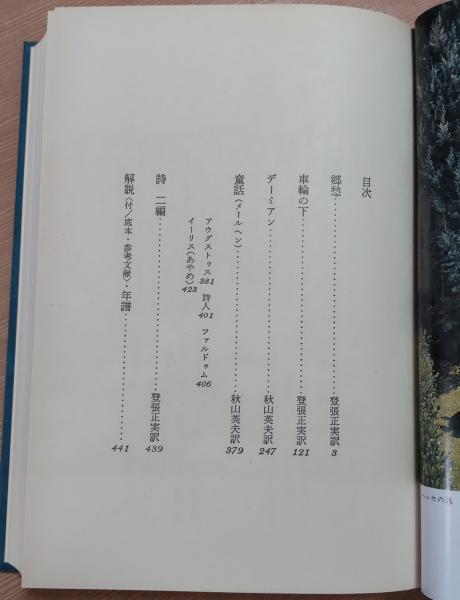 目次
郷愁……………………登張正実訳 3
車輪の下……………………登張正実訳 121
デーミアン……………………秋山英夫訳 247
童話(メールヘン)……………………秋山英夫訳 379
アウグストゥス 381 詩人 401 ファルドゥム 406
イーリス(あやめ) 423
詩 二編……………………登張正実訳 439
解説〈付/底本・参考文献〉・年譜……………………441